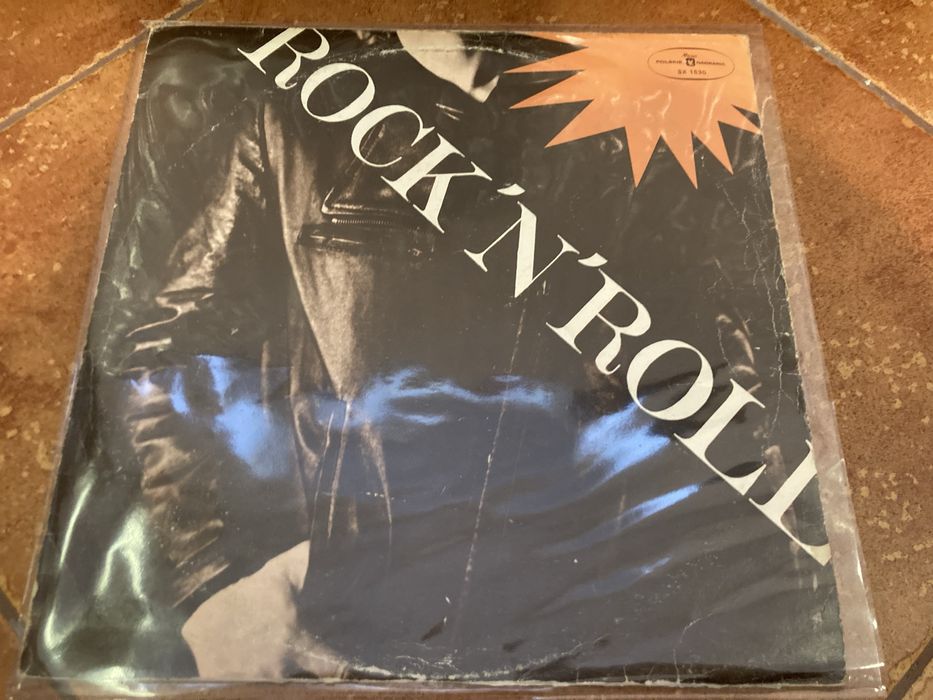 POLSKIE NAGRANIA
SX 1530
ROCK'N'ROLL